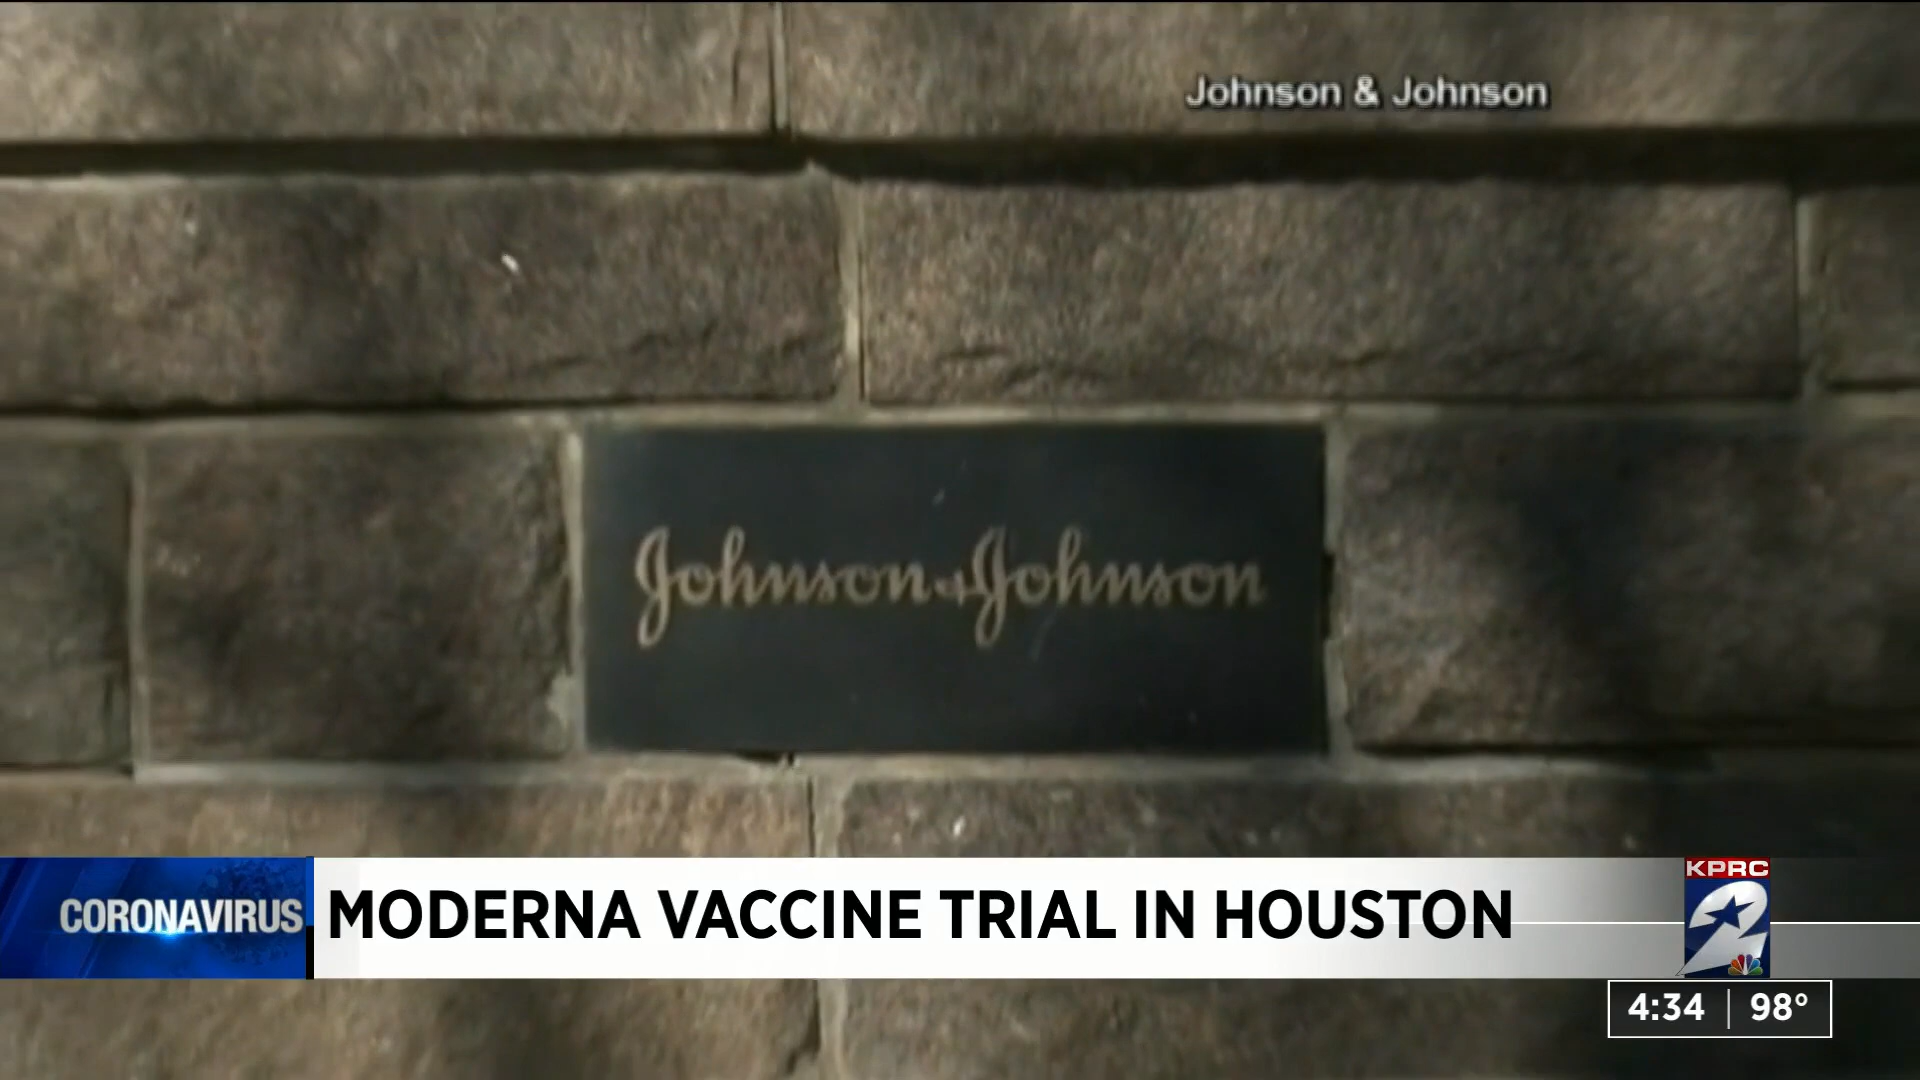 Johnson & Johnson
Johnson & Johnson
CORONAVIRUS
MODERNA VACCINE TRIAL IN HOUSTON
KPRC
2
4:34 98°